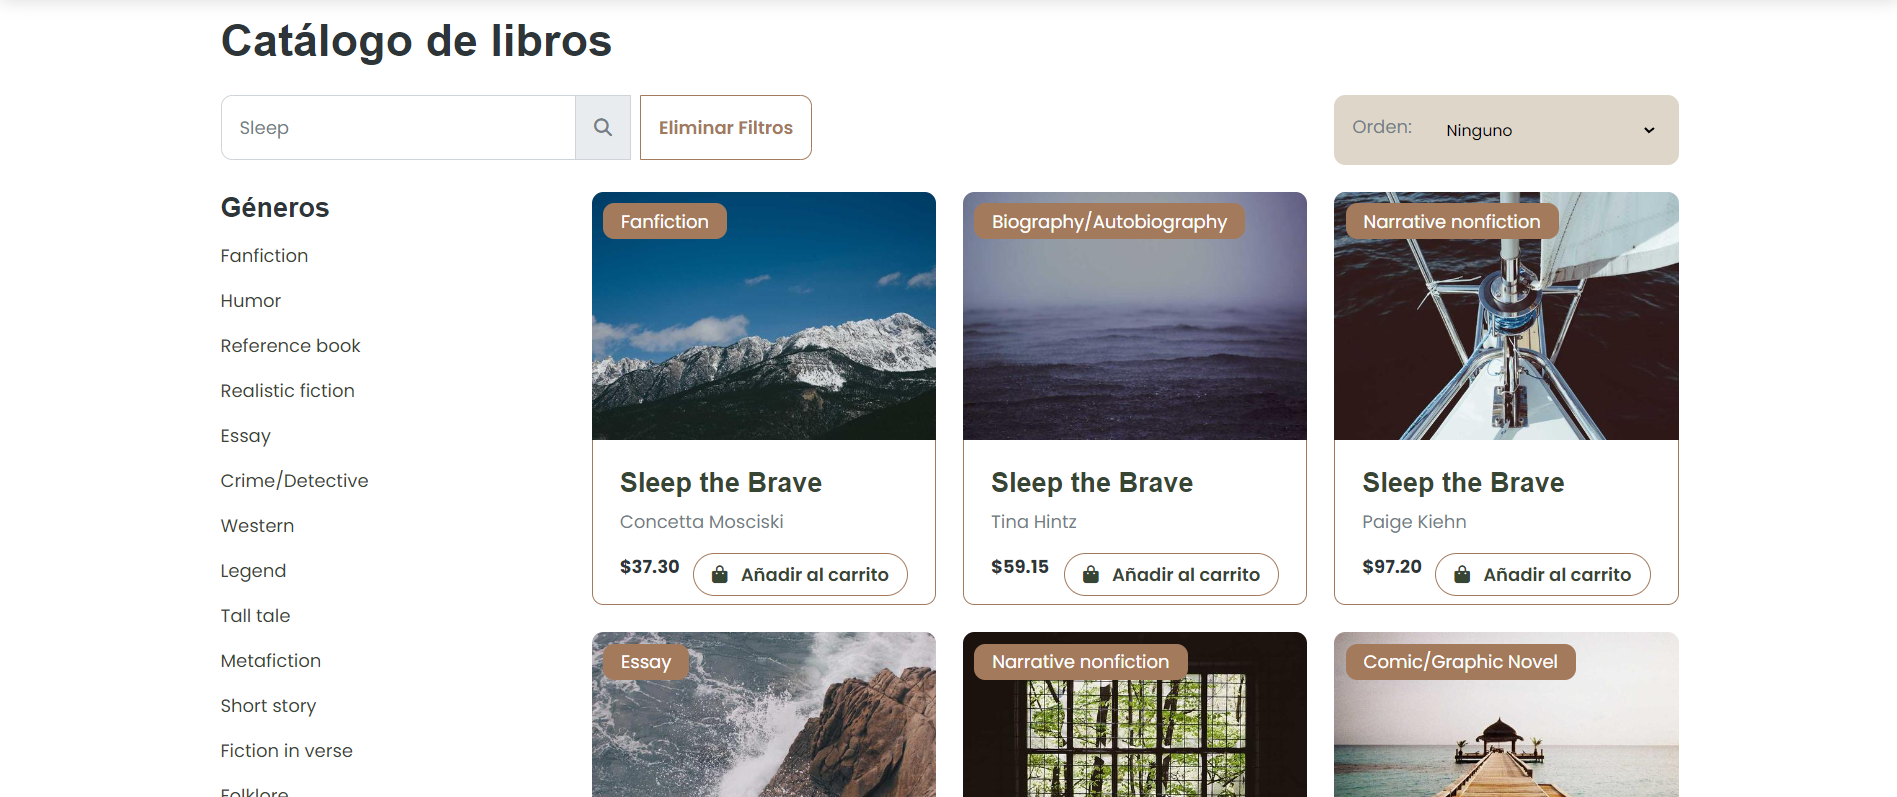 Catálogo de libros
Sleep
Eliminar Filtros
Orden:
Ninguno
Géneros
Fanfiction
Humor
Reference book
Realistic fiction
Essay
Crime/Detective
Western
Legend
Tall tale
Metafiction
Short story
Fiction in verse
Folklore
Fanfiction
Sleep the Brave
Concetta Mosciski
$37.30
Añadir al carrito
Biography/Autobiography
Sleep the Brave
Tina Hintz
$59.15
Añadir al carrito
Narrative nonfiction
Sleep the Brave
Paige Kiehn
$97.20
Añadir al carrito
Essay
Narrative nonfiction
Comic/Graphic Novel